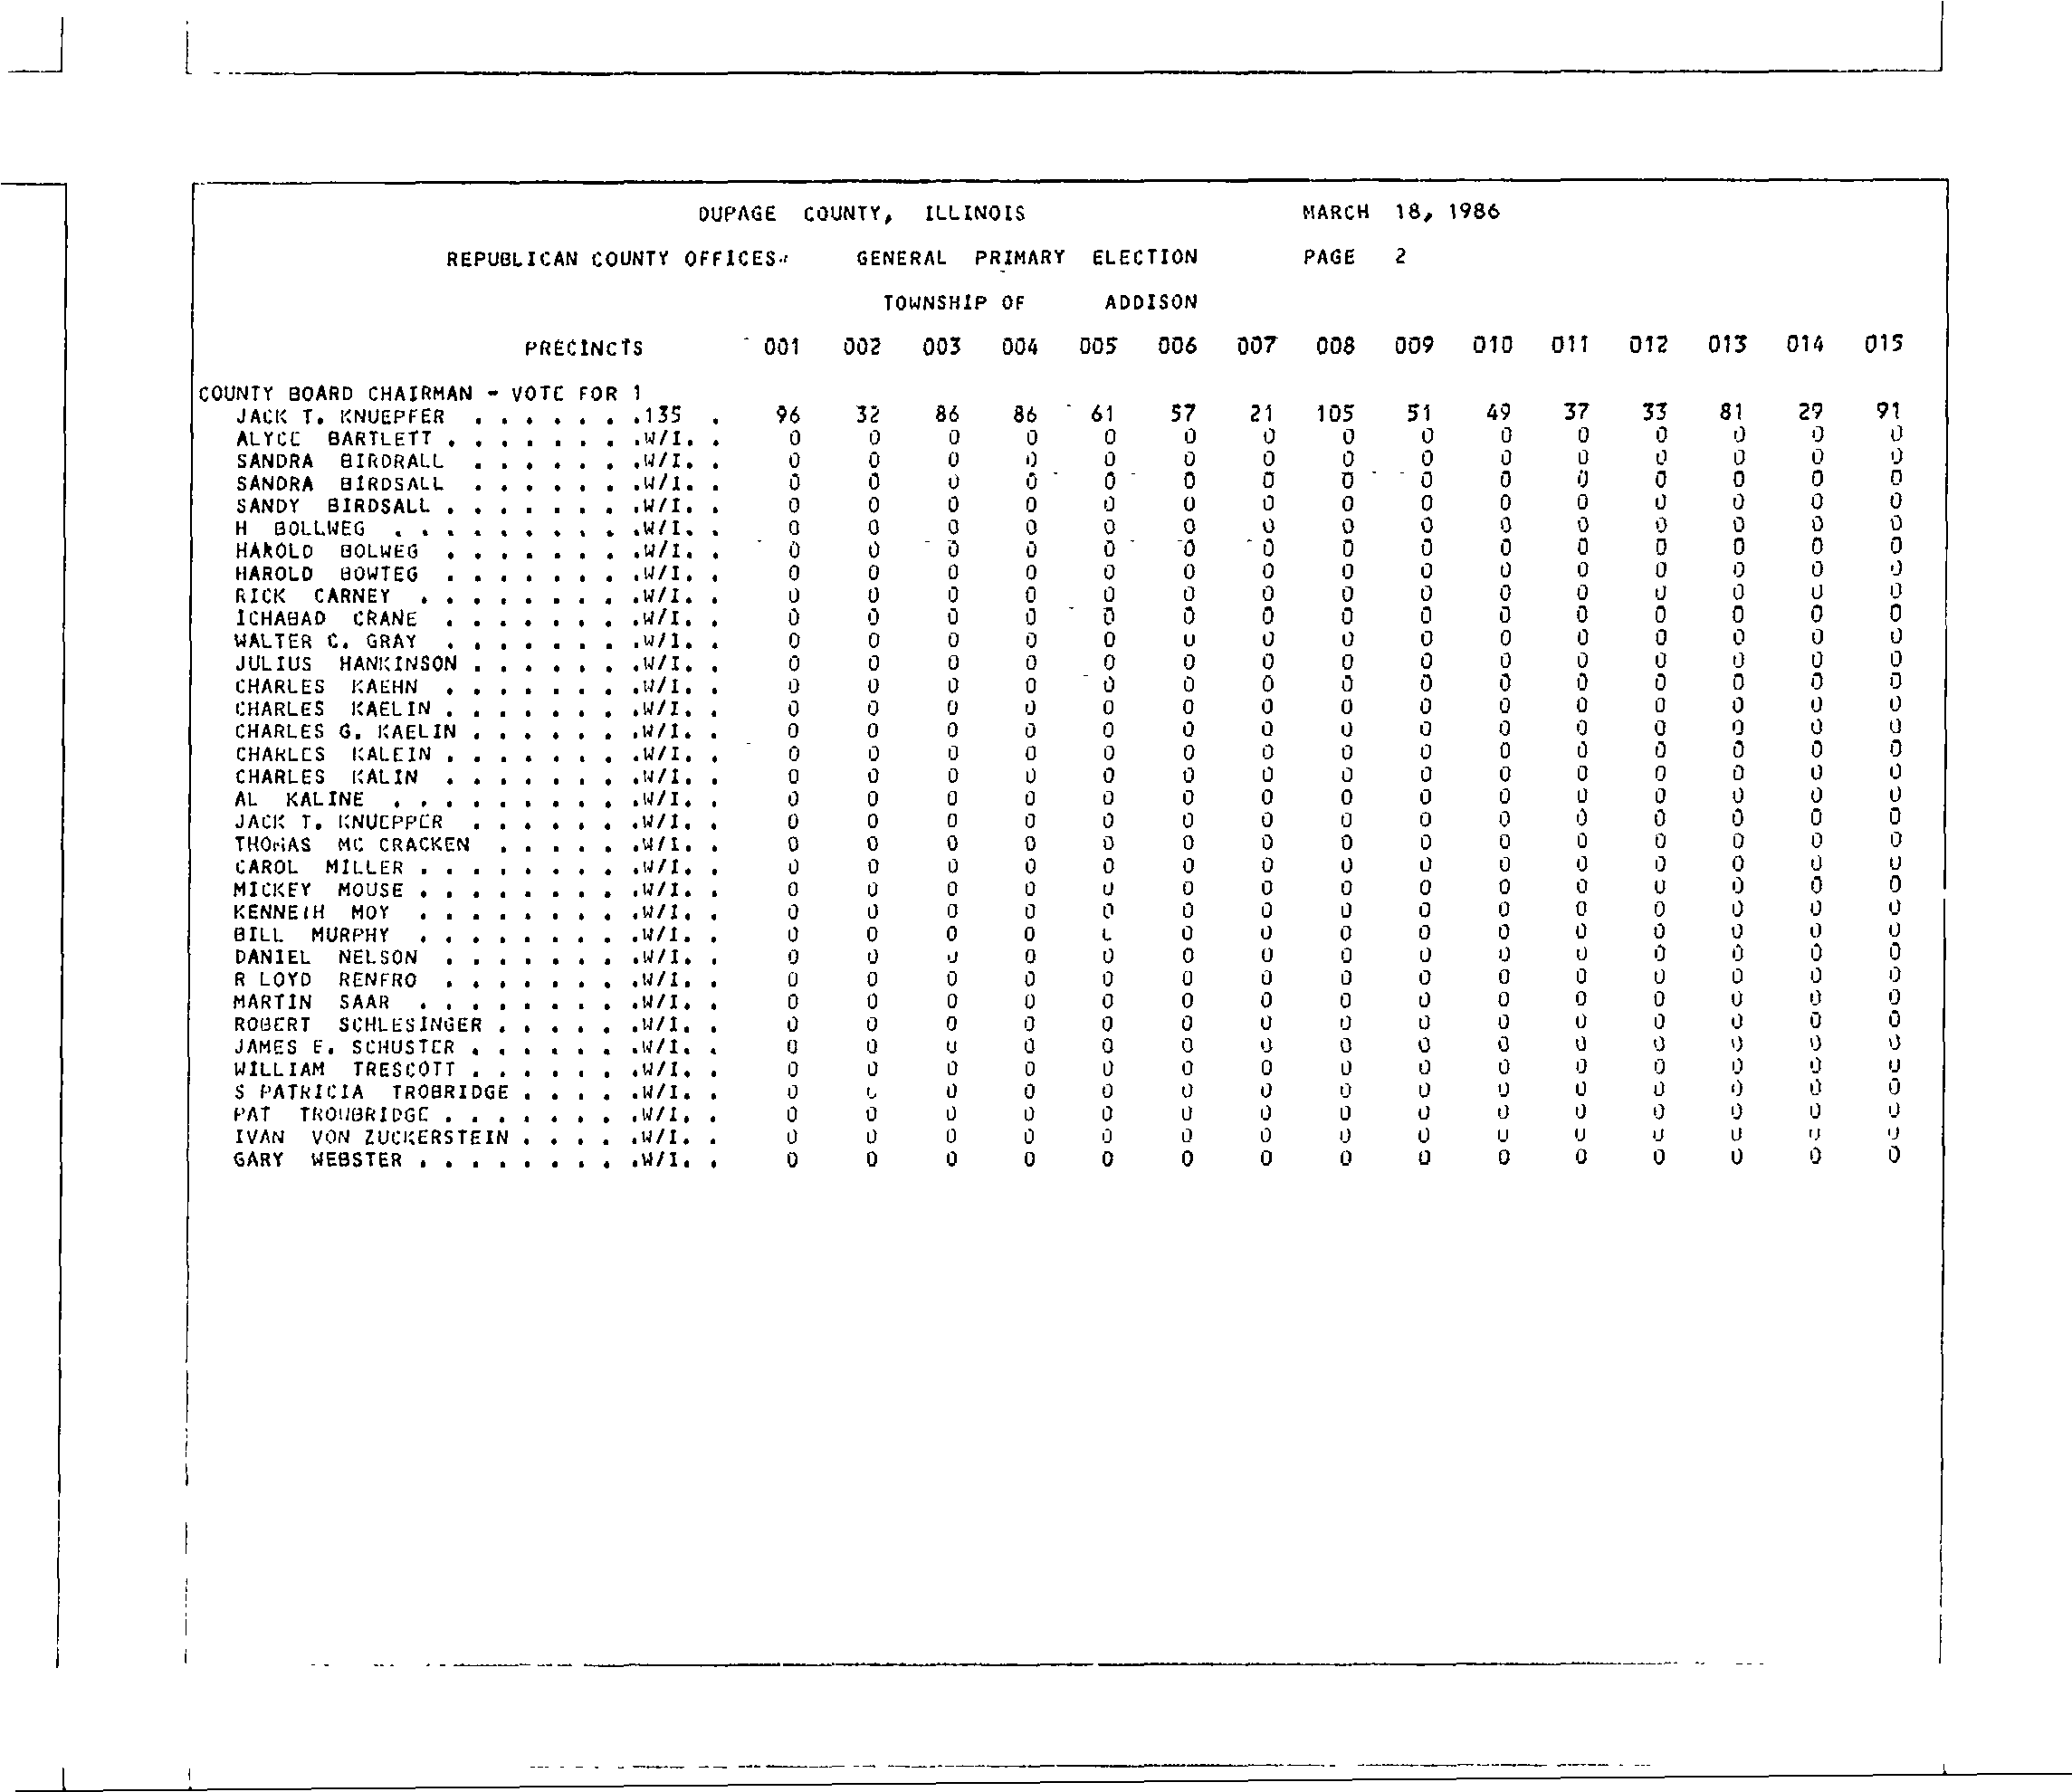 DUPAGE COUNTY, ILLINOIS MARCH 18, 1986
REPUBLICAN COUNTY OFFICES GENERAL PRIMARY ELECTION PAGE 2
TOWNSHIP OF ADDISON
PRECINCTS 001 002 003 004 005 006 007 008 009 010 011 012 013 014 015
COUNTY BOARD CHAIRMAN - VOTE FOR 1
JACK T. KNUEPFER . . . . . . .135 . 96 32 86 86 61 57 21 105 51 49 37 33 81 29 91
ALYCE BARTLETT . . . . . . . .W/I. . 0 0 0 0 0 0 0 0 0 0 0 0 0 0 0
SANDRA BIRDRALL . . . . . . .W/I. . 0 0 0 0 0 0 0 0 0 0 0 0 0 0 0
SANDRA BIRDSALL . . . . . . .W/I. . 0 0 0 0 0 0 0 0 0 0 0 0 0 0 0
SANDY BIRDSALL . . . . . . . .W/I. . 0 0 0 0 0 0 0 0 0 0 0 0 0 0 0
H BOLLWEG . . . . . . . . . .W/I. . 0 0 0 0 0 0 0 0 0 0 0 0 0 0 0
HAROLD BOLWEG . . . . . . . .W/I. . 0 0 0 0 0 0 0 0 0 0 0 0 0 0 0
HAROLD BOWTEG . . . . . . . .W/I. . 0 0 0 0 0 0 0 0 0 0 0 0 0 0 0
RICK CARNEY . . . . . . . . .W/I. . 0 0 0 0 0 0 0 0 0 0 0 0 0 0 0
ICHABAD CRANE . . . . . . . .W/I. . 0 0 0 0 0 0 0 0 0 0 0 0 0 0 0
WALTER C. GRAY . . . . . . . .W/I. . 0 0 0 0 0 0 0 0 0 0 0 0 0 0 0
JULIUS HANKINSON . . . . . . .W/I. . 0 0 0 0 0 0 0 0 0 0 0 0 0 0 0
CHARLES KAEHN . . . . . . . .W/I. . 0 0 0 0 0 0 0 0 0 0 0 0 0 0 0
CHARLES KAELIN . . . . . . . .W/I. . 0 0 0 0 0 0 0 0 0 0 0 0 0 0 0
CHARLES G. KAELIN . . . . . . .W/I. . 0 0 0 0 0 0 0 0 0 0 0 0 0 0 0
CHARLES KALEIN . . . . . . . .W/I. . 0 0 0 0 0 0 0 0 0 0 0 0 0 0 0
CHARLES KALIN . . . . . . . .W/I. . 0 0 0 0 0 0 0 0 0 0 0 0 0 0 0
AL KALINE . . . . . . . . . .W/I. . 0 0 0 0 0 0 0 0 0 0 0 0 0 0 0
JACK T. KNUEPPER . . . . . . .W/I. . 0 0 0 0 0 0 0 0 0 0 0 0 0 0 0
THOMAS MC CRACKEN . . . . . .W/I. . 0 0 0 0 0 0 0 0 0 0 0 0 0 0 0
CAROL MILLER . . . . . . . . .W/I. . 0 0 0 0 0 0 0 0 0 0 0 0 0 0 0
MICKEY MOUSE . . . . . . . . .W/I. . 0 0 0 0 0 0 0 0 0 0 0 0 0 0 0
KENNETH MOY . . . . . . . . .W/I. . 0 0 0 0 0 0 0 0 0 0 0 0 0 0 0
BILL MURPHY . . . . . . . . .W/I. . 0 0 0 0 0 0 0 0 0 0 0 0 0 0
DANIEL NELSON . . . . . . . .W/I. . 0 0 0 0 0 0 0 0 0 0 0 0 0 0 0
R LOYD RENFRO . . . . . . . .W/I. . 0 0 0 0 0 0 0 0 0 0 0 0 0 0 0
MARTIN SAAR . . . . . . . . .W/I. . 0 0 0 0 0 0 0 0 0 0 0 0 0 0 0
ROBERT SCHLESINGER . . . . . .W/I. . 0 0 0 0 0 0 0 0 0 0 0 0 0 0 0
JAMES E. SCHUSTER . . . . . . .W/I. . 0 0 0 0 0 0 0 0 0 0 0 0 0 0 0
WILLIAM TRESCOTT . . . . . . .W/I. . 0 0 0 0 0 0 0 0 0 0 0 0 0 0 0
S PATRICIA TROBRIDGE . . . . .W/I. . 0 0 0 0 0 0 0 0 0 0 0 0 0 0
PAT TROWBRIDGE . . . . . . . .W/I. . 0 0 0 0 0 0 0 0 0 0 0 0 0 0 0
IVAN VON ZUCKERSTEIN . . . . .W/I. . 0 0 0 0 0 0 0 0 0 0 0 0 0 0 0
GARY WEBSTER . . . . . . . . .W/I. . 0 0 0 0 0 0 0 0 0 0 0 0 0 0 0